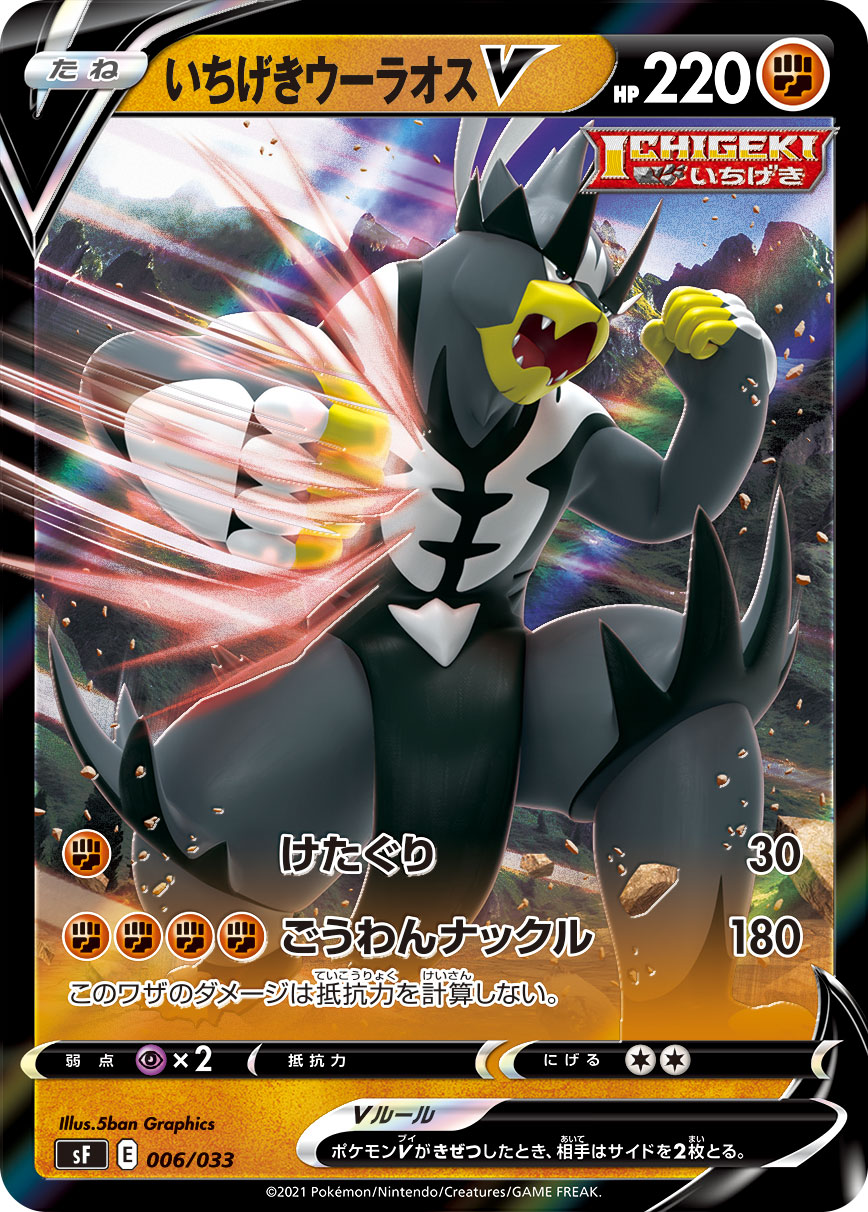 たね
いちげきウーラオスV
HP 220
ICHIGEKI
いちげき
けたぐり 30
ごうわんナックル 180
このワザのダメージは抵抗力を計算しない。
ていこうりょく けいさん
弱点 ×2 抵抗力 にげる
Illus.5ban Graphics
sF E 006/033
Vルール
ポケモンVがきぜつしたとき、相手はサイドを2枚とる。
ブイ あいて まい
©2021 Pokémon/Nintendo/Creatures/GAME FREAK.